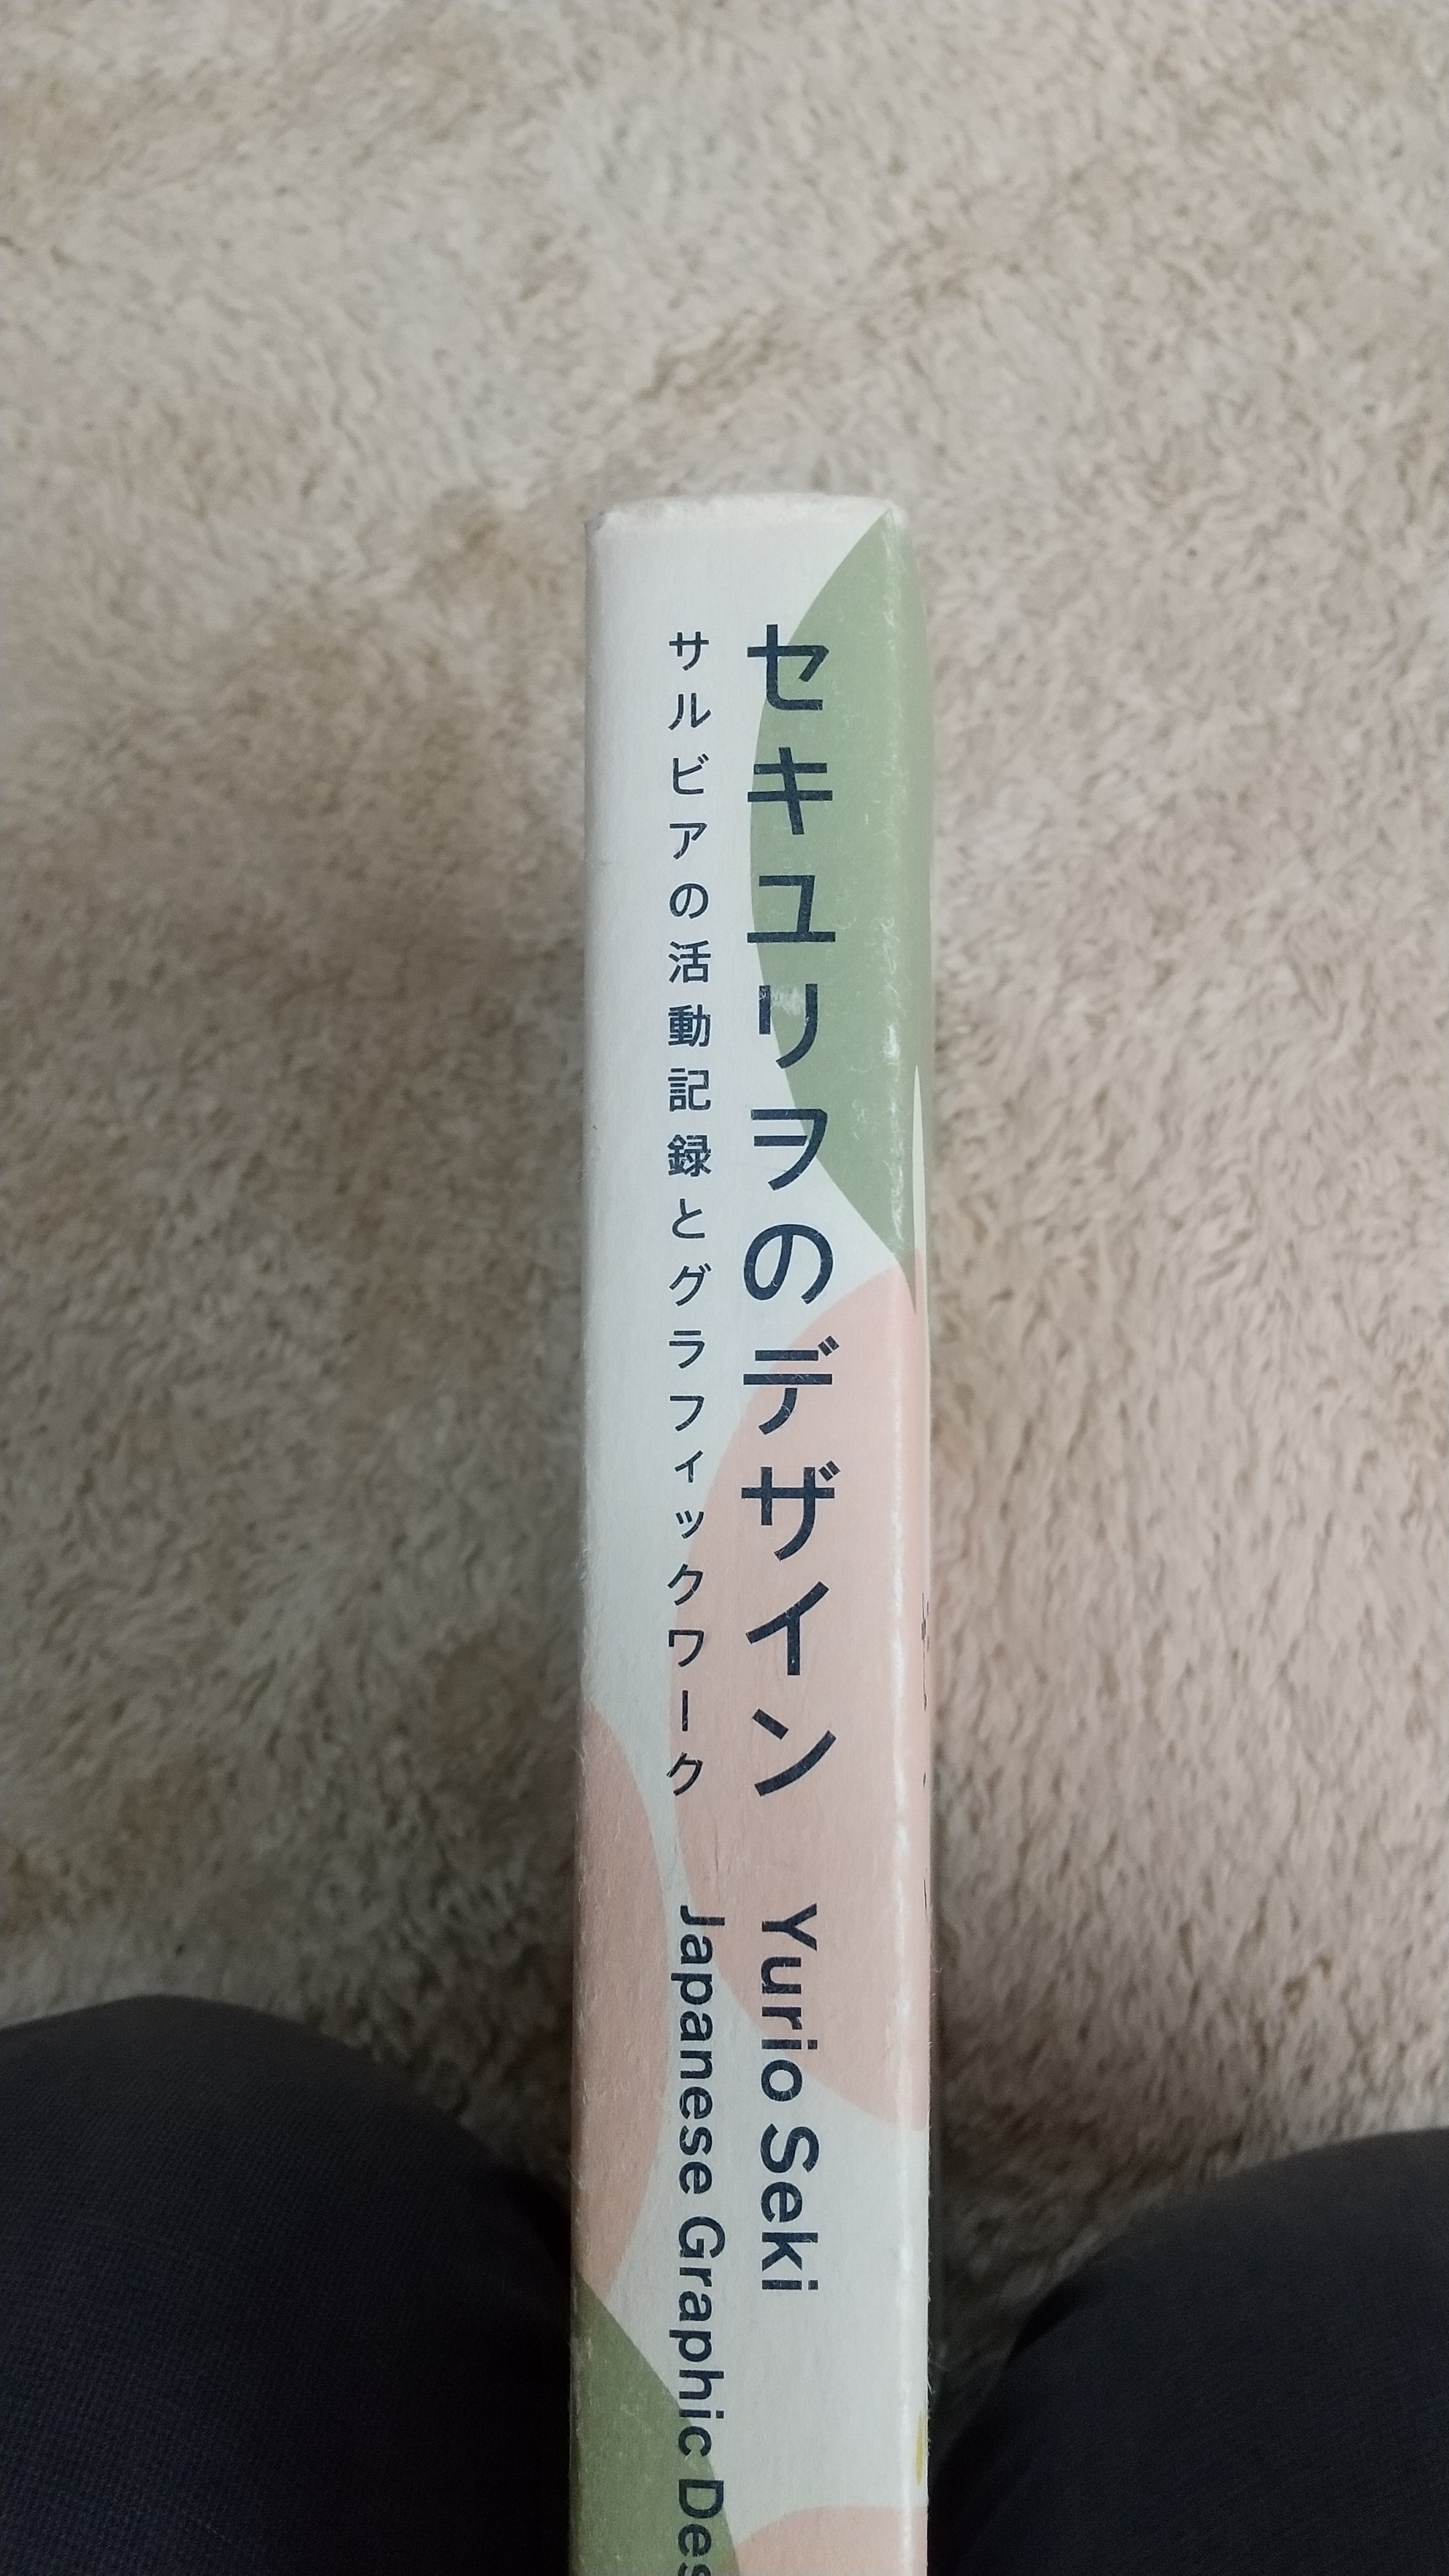 セキユリヲのデザイン Yurio Seki
サルビアの活動記録とグラフィックワーク Japanese Graphic